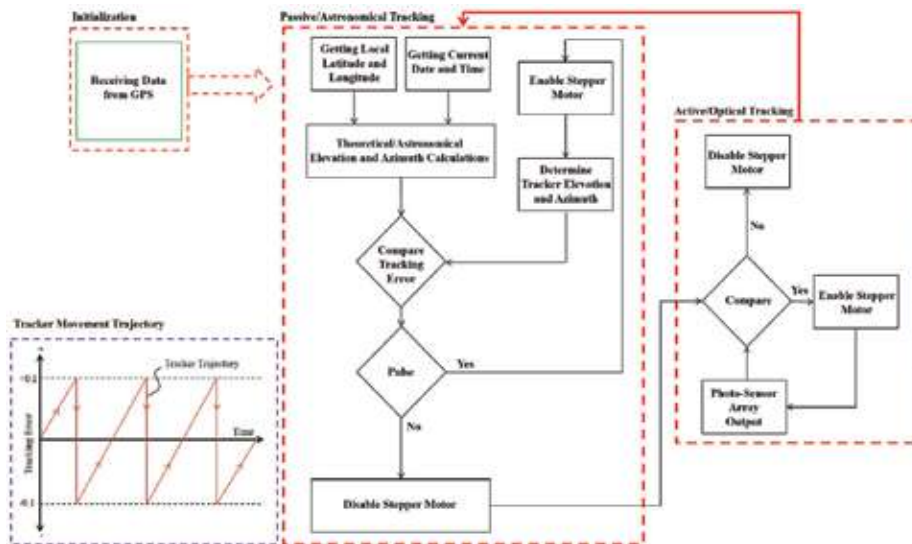 Initialization
Receiving Data
from GPS
Passive/Astronomical Tracking
Getting Local
Latitude and
Longitude
Getting Current
Date and Time
Enable Stepper
Motor
Theoretical/Astronomical
Elevation and Azimuth Calculations
Determine
Tracker Elevation
and Azimuth
Compare
Tracking
Error
Pulse
Yes
No
Disable Stepper Motor
Active/Optical Tracking
Disable Stepper
Motor
No
Compare
Yes
Enable Stepper
Motor
Photo-Sensor
Array
Output
Tracker Movement Trajectory
Tracker Trajectory
Tracking Error
-0.1